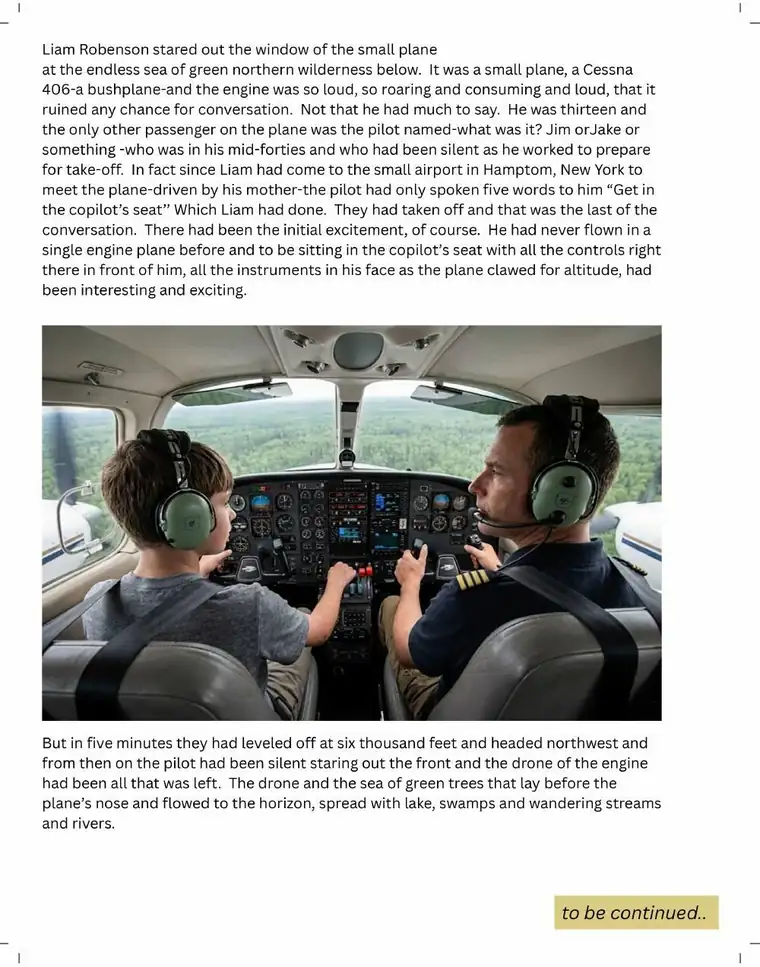 Liam Robenson stared out the window of the small plane
at the endless sea of green northern wilderness below.  It was a small plane, a Cessna
406-a bushplane-and the engine was so loud, so roaring and consuming and loud, that it
ruined any chance for conversation.  Not that he had much to say.  He was thirteen and
the only other passenger on the plane was the pilot named-what was it? Jim orJake or
something -who was in his mid-forties and who had been silent as he worked to prepare
for take-off.  In fact since Liam had come to the small airport in Hamptom, New York to
meet the plane-driven by his mother-the pilot had only spoken five words to him “Get in
the copilot’s seat’’ Which Liam had done.  They had taken off and that was the last of the
conversation.  There had been the initial excitement, of course.  He had never flown in a
single engine plane before and to be sitting in the copilot’s seat with all the controls right
there in front of him, all the instruments in his face as the plane clawed for altitude, had
been interesting and exciting.
But in five minutes they had leveled off at six thousand feet and headed northwest and
from then on the pilot had been silent staring out the front and the drone of the engine
had been all that was left.  The drone and the sea of green trees that lay before the
plane’s nose and flowed to the horizon, spread with lake, swamps and wandering streams
and rivers.
to be continued..